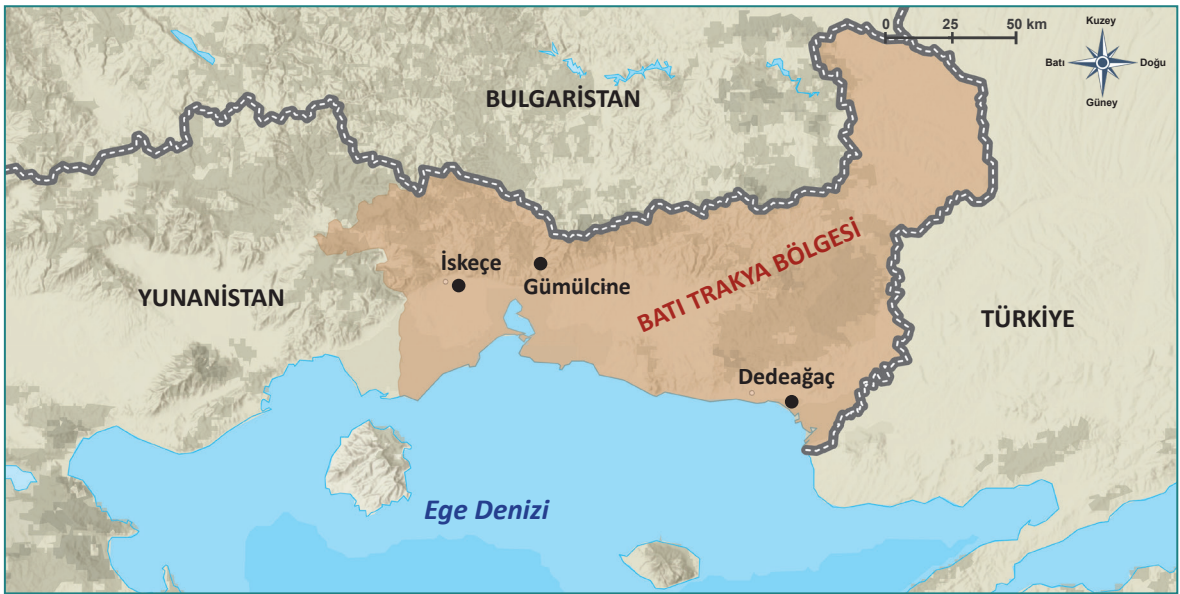 0 25 50 km
Kuzey
Batı
Doğu
Güney
BULGARİSTAN
İskeçe
Gümülcine
BATI TRAKYA BÖLGESİ
YUNANİSTAN
TÜRKİYE
Dedeağaç
Ege Denizi